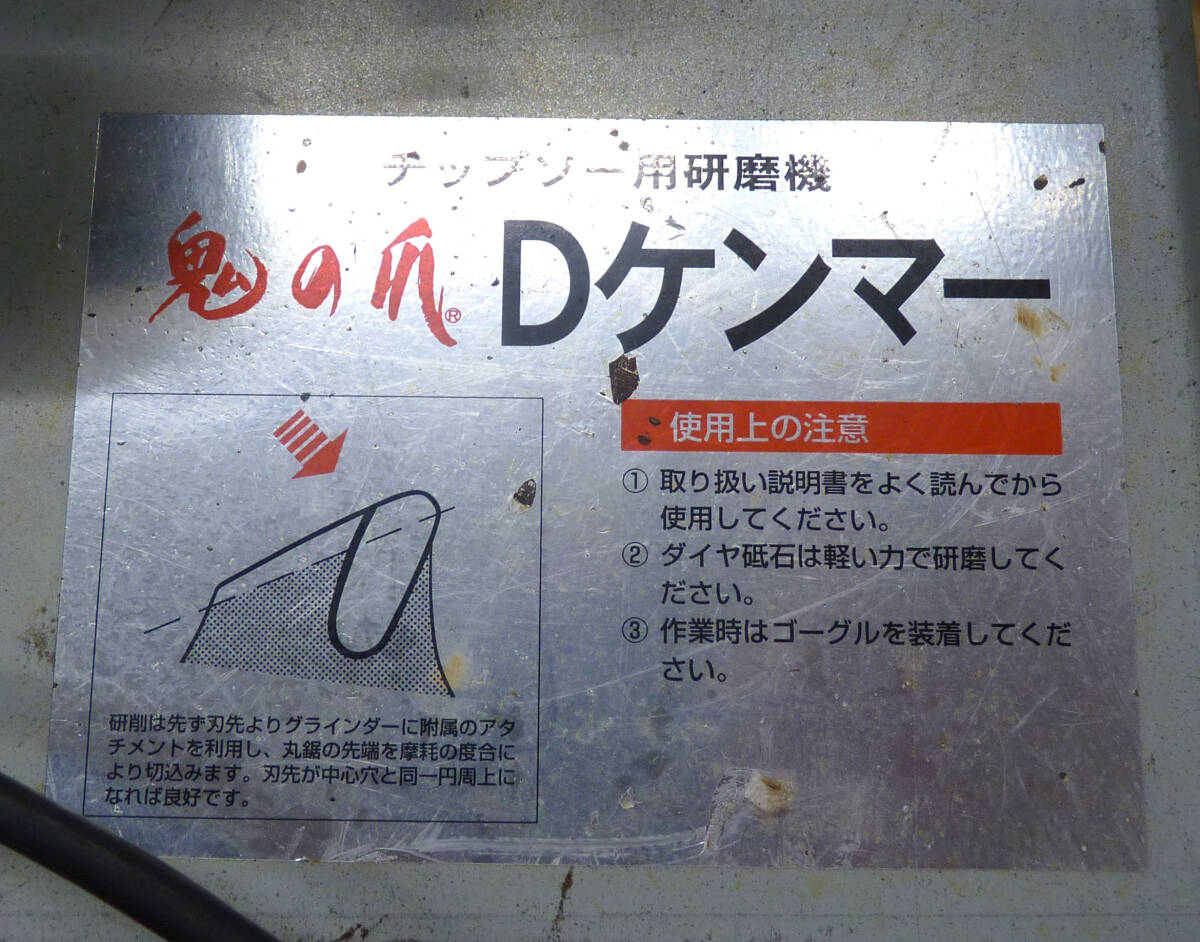 チップソー用研磨機
鬼の爪® Dケンマー
使用上の注意
① 取り扱い説明書をよく読んでから
使用してください。
② ダイヤ砥石は軽い力で研磨してく
ださい。
③ 作業時はゴーグルを装着してくだ
さい。
研削は先ず刃先よりグラインダーに附属のアタ
チメントを利用し、丸鋸の先端を摩耗の度合に
より切込みます。刃先が中心穴と同一円周上に
なれば良好です。